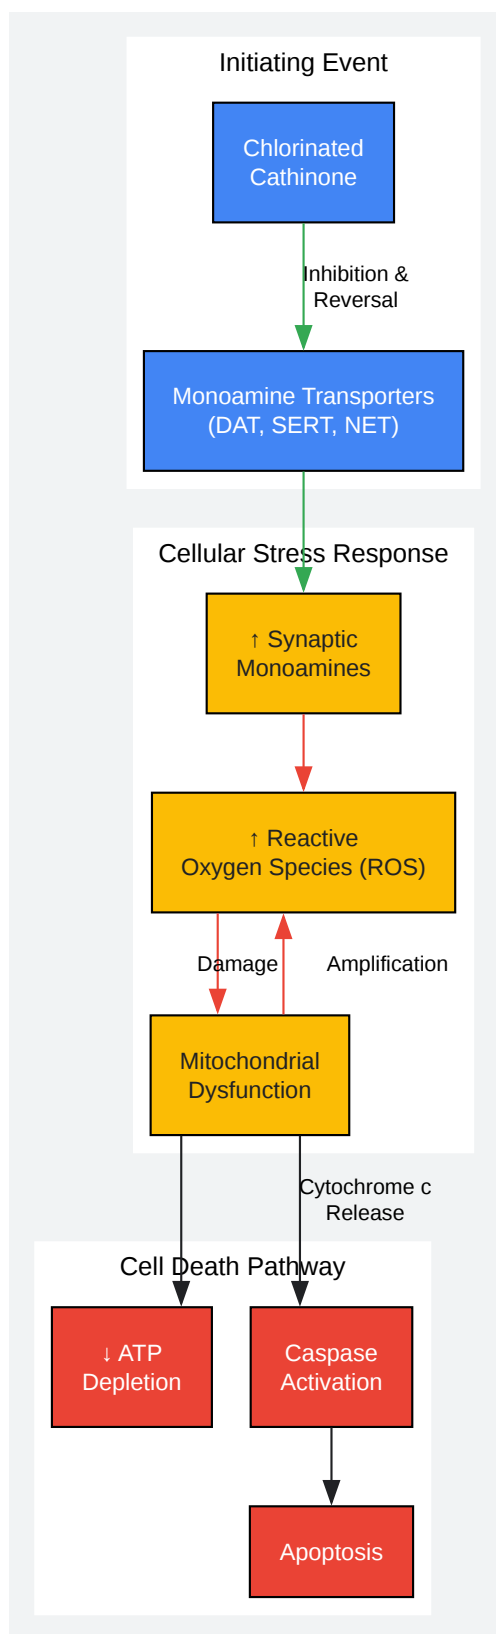 Initiating Event
Chlorinated
Cathinone
Inhibition &
Reversal
Monoamine Transporters
(DAT, SERT, NET)
Cellular Stress Response
↑ Synaptic
Monoamines
↑ Reactive
Oxygen Species (ROS)
Damage
Amplification
Mitochondrial
Dysfunction
Cytochrome c
Release
Cell Death Pathway
↓ ATP
Depletion
Caspase
Activation
Apoptosis